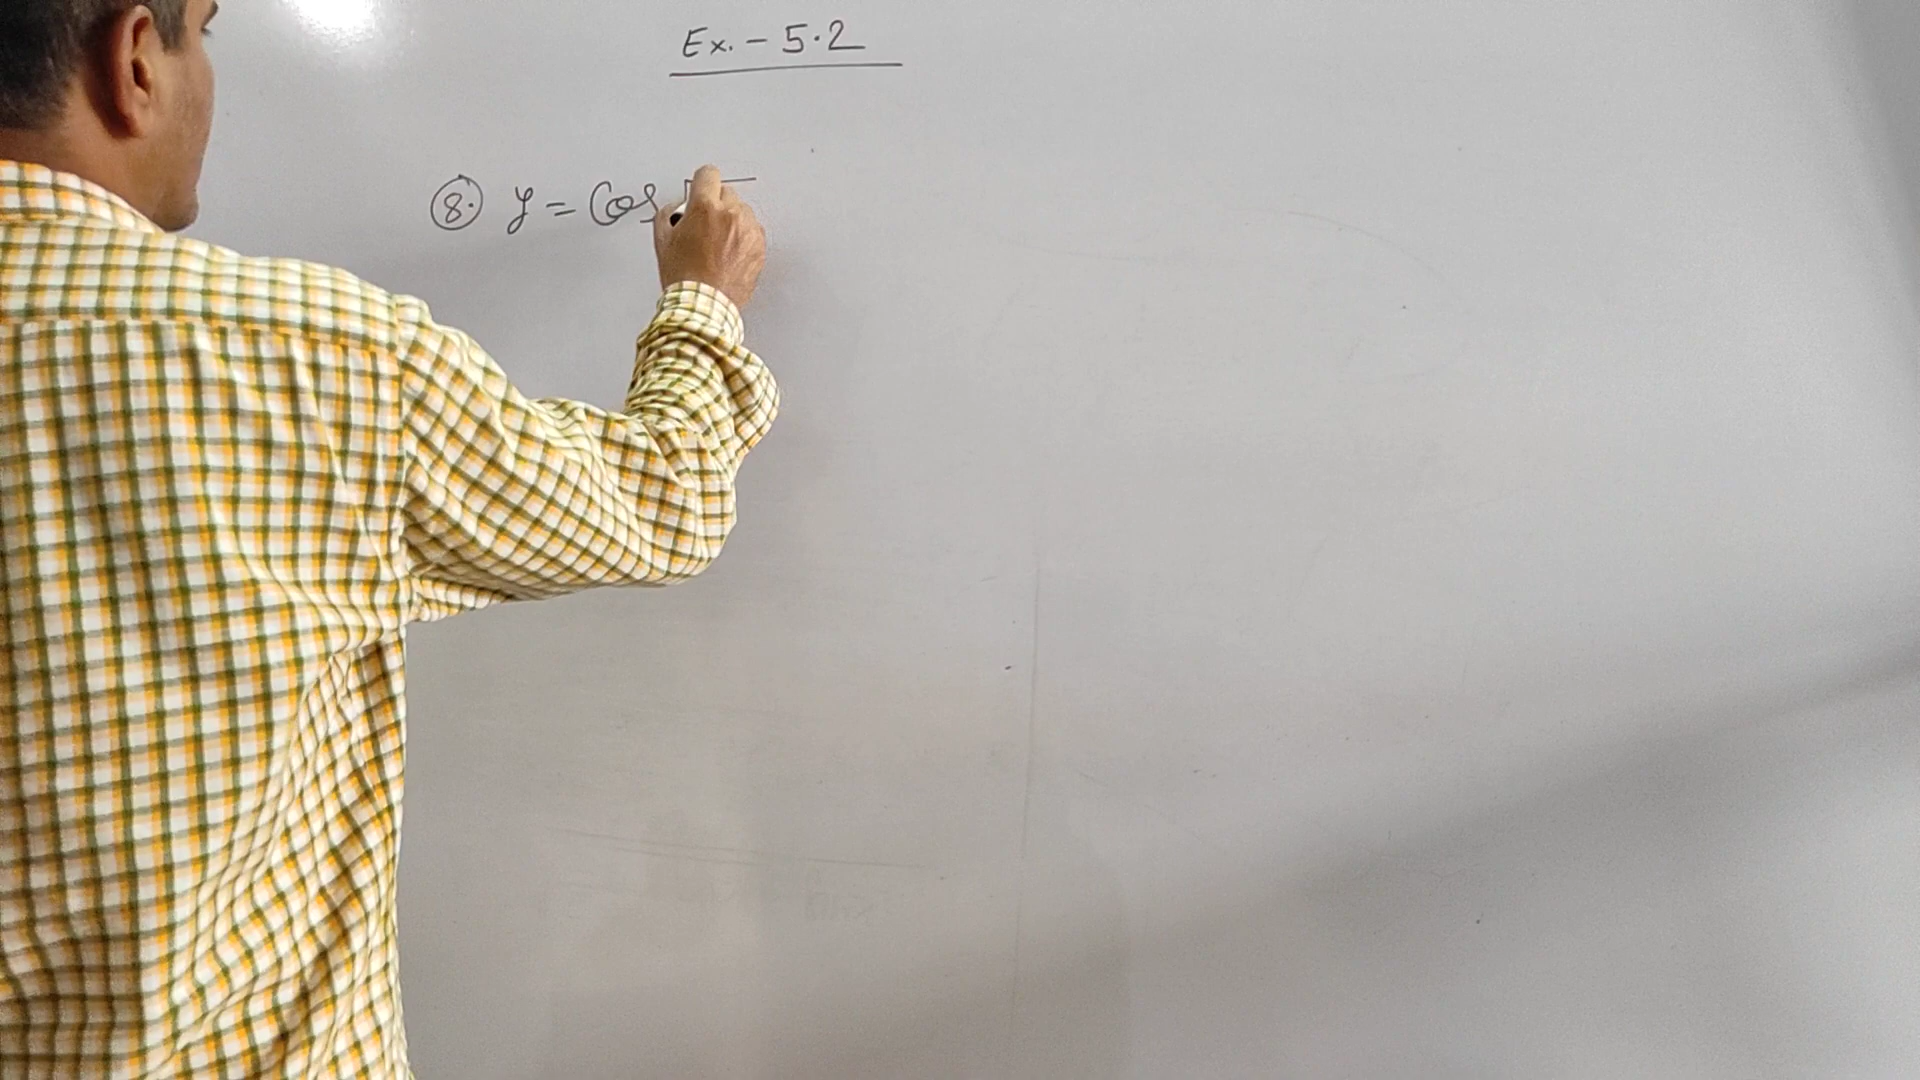 Ex. - 5.2
8. y = Cos √